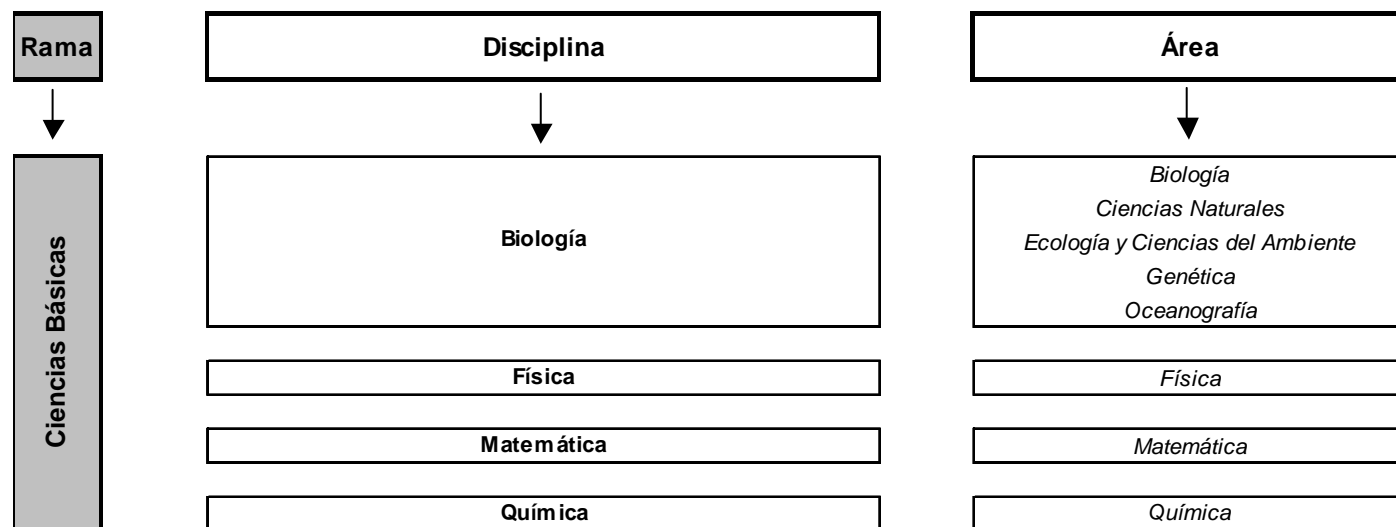 Rama
Disciplina
Área
Ciencias Básicas
Biología
Biología
Ciencias Naturales
Ecología y Ciencias del Ambiente
Genética
Oceanografía
Física
Física
Matemática
Matemática
Química
Química